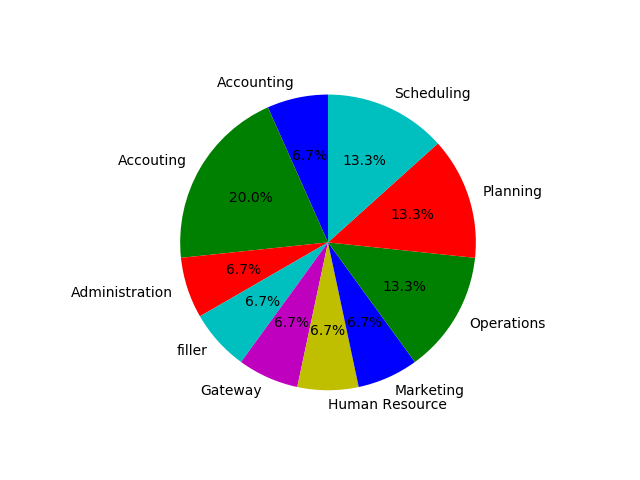 Accounting
6.7%
Scheduling
13.3%
Accouting
20.0%
Planning
13.3%
Administration
6.7%
Operations
13.3%
filler
6.7%
Gateway
6.7%
Human Resource
6.7%
Marketing
6.7%